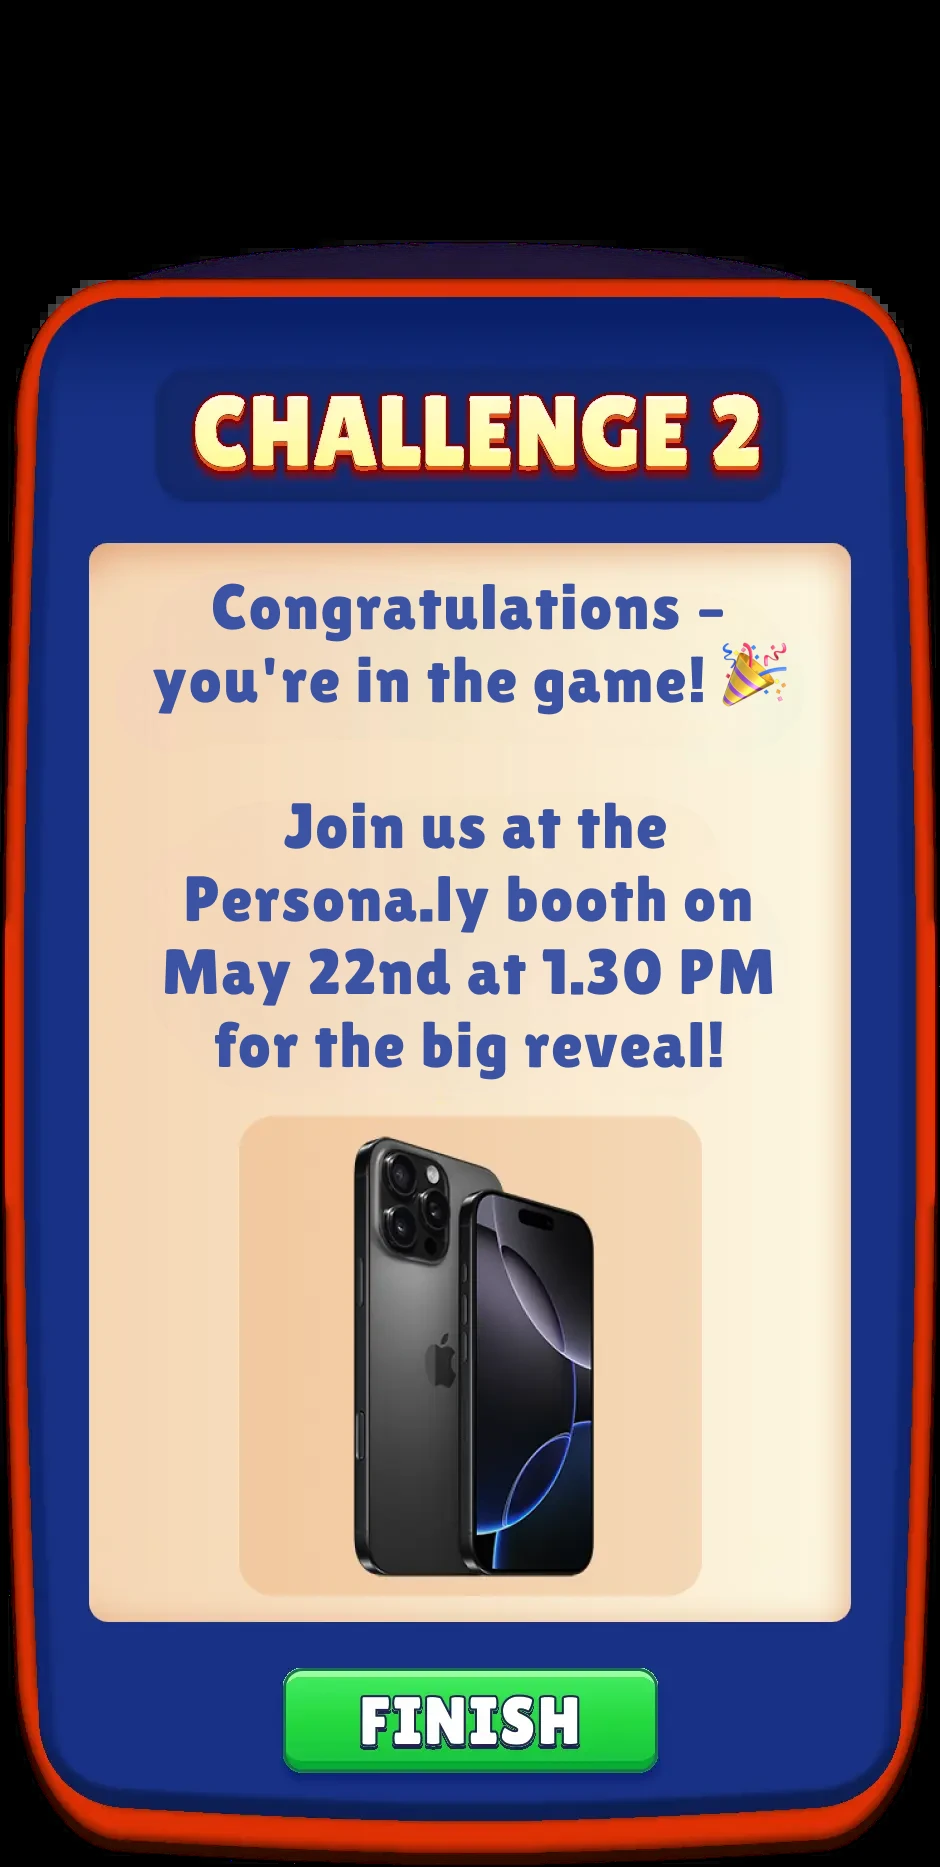 CHALLENGE 2
Congratulations –
you're in the game! 🎉
Join us at the
Persona.ly booth on
May 22nd at 1.30 PM
for the big reveal!
FINISH